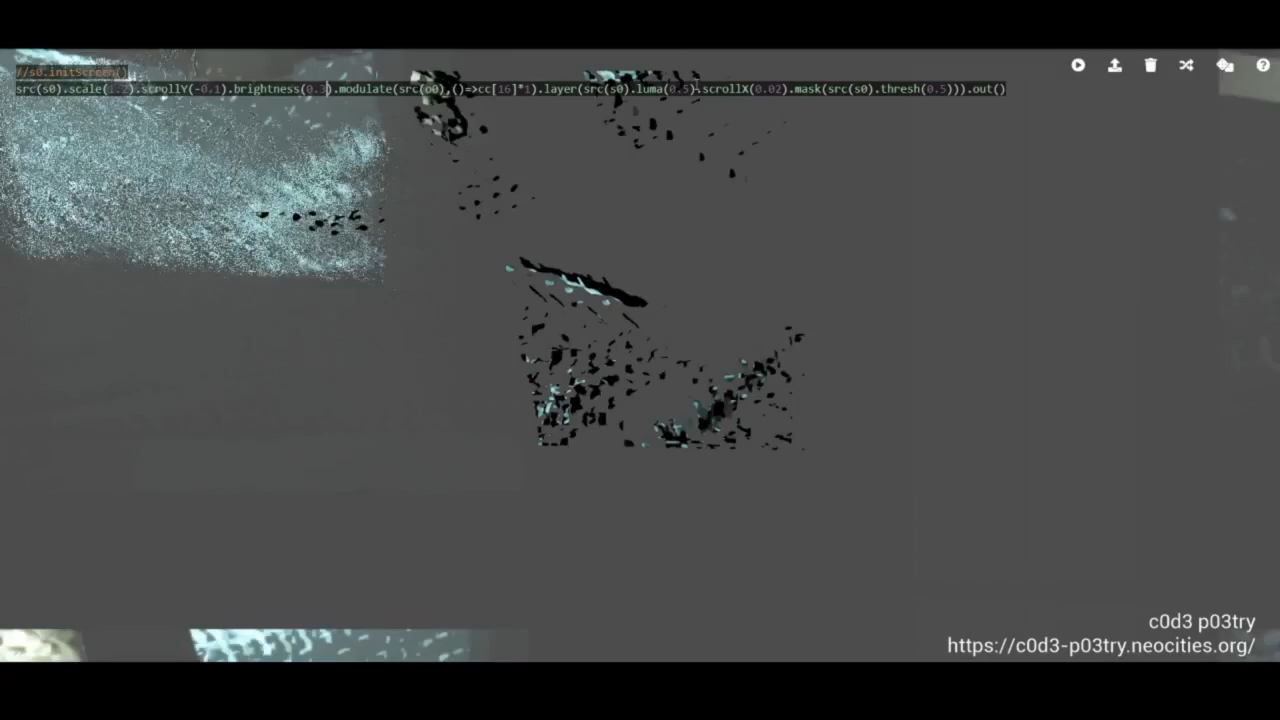 //s0.initScreen()
src(s0).scale(1.2).scrollY(-0.1).brightness(0.3).modulate(src(o0),()=>cc[16]*1).layer(src(s0).luma(0.5).scrollX(0.02).mask(src(s0).thresh(0.5))).out()
c0d3 p03try
https://c0d3-p03try.neocities.org/